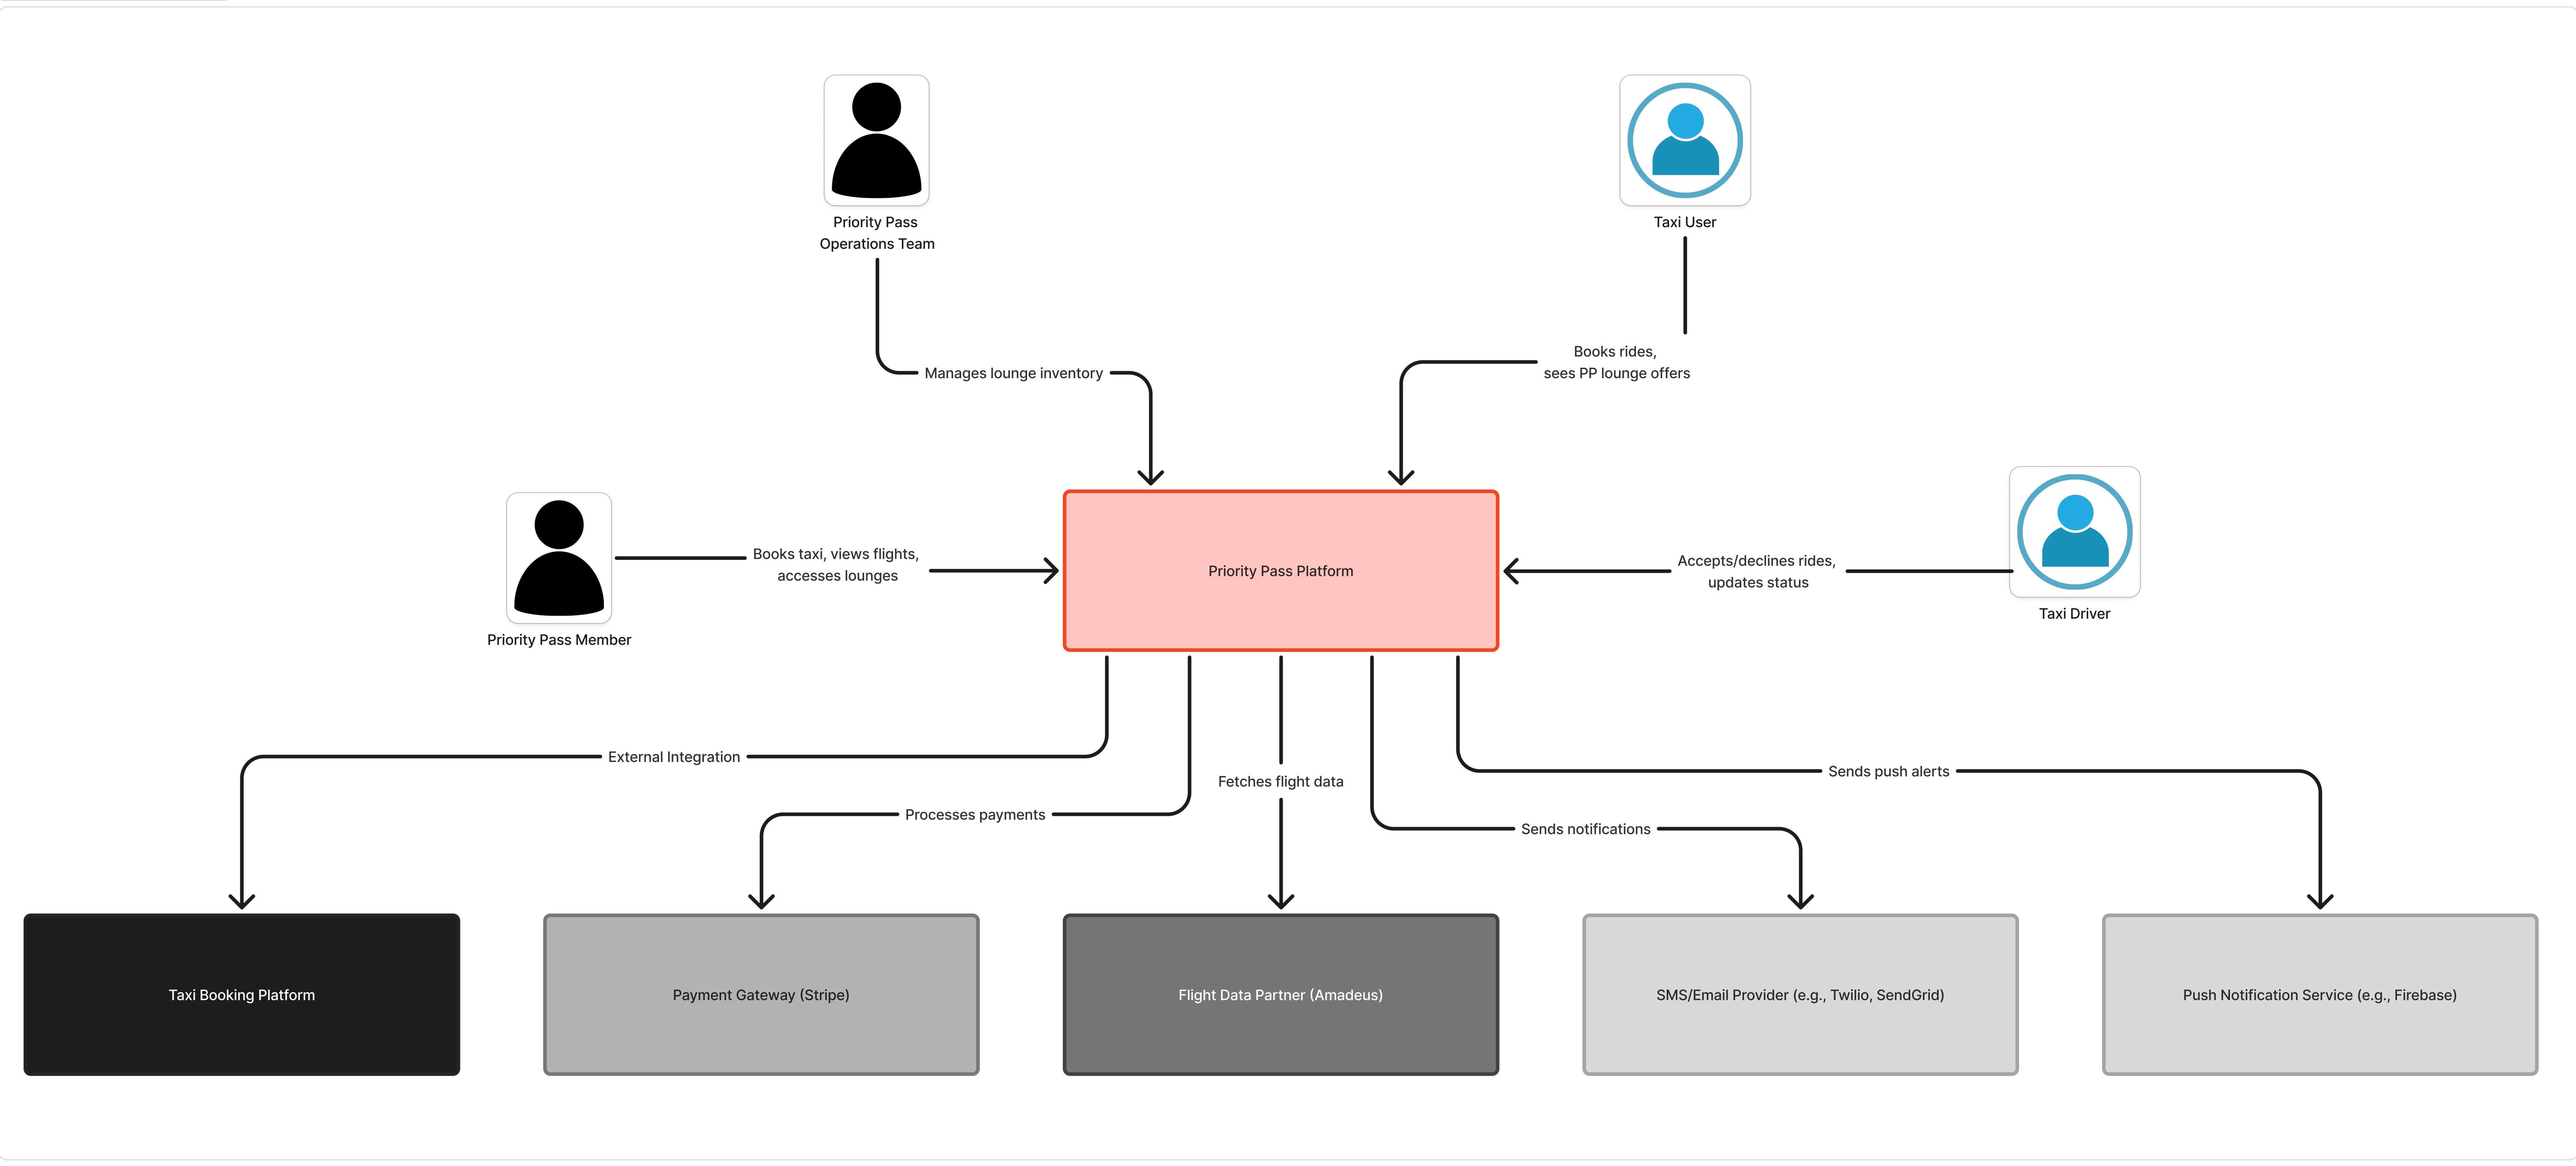 Priority Pass
Operations Team
Taxi User
Manages lounge inventory
Books rides,
sees PP lounge offers
Priority Pass Member
Books taxi, views flights,
accesses lounges
Priority Pass Platform
Accepts/declines rides,
updates status
Taxi Driver
External Integration
Processes payments
Fetches flight data
Sends notifications
Sends push alerts
Taxi Booking Platform
Payment Gateway (Stripe)
Flight Data Partner (Amadeus)
SMS/Email Provider (e.g., Twilio, SendGrid)
Push Notification Service (e.g., Firebase)